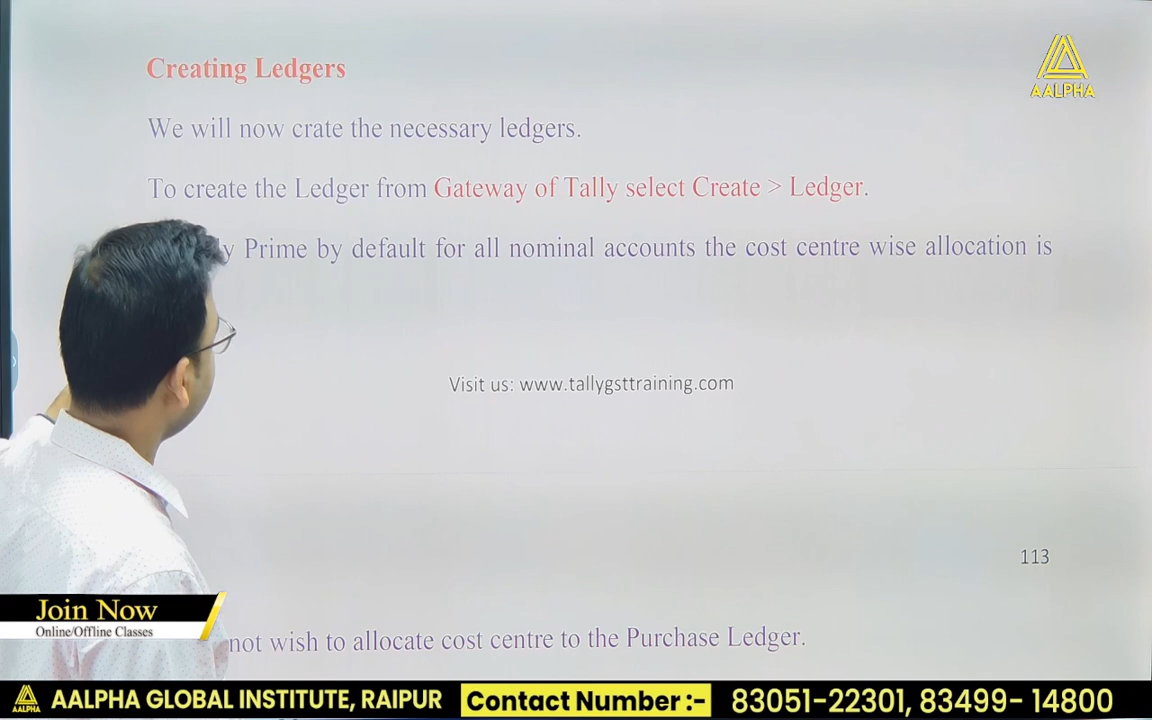 Creating Ledgers
AALPHA
We will now crate the necessary ledgers.
To create the Ledger from Gateway of Tally select Create > Ledger.
Prime by default for all nominal accounts the cost centre wise allocation is
Visit us: www.tallygsttraining.com
113
not wish to allocate cost centre to the Purchase Ledger.
Join Now
Online/Offline Classes
AALPHA
AALPHA GLOBAL INSTITUTE, RAIPUR Contact Number :- 83051-22301, 83499- 14800